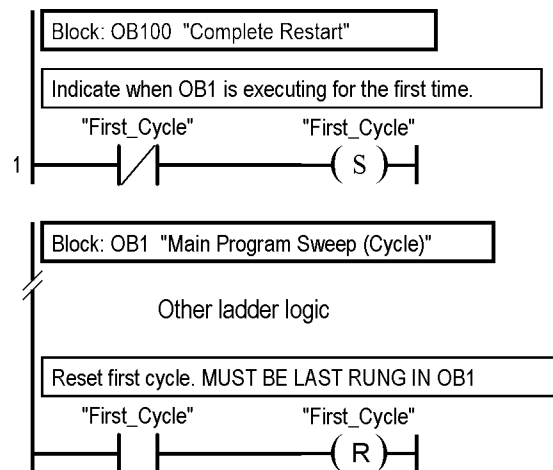 Block: OB100 "Complete Restart"
Indicate when OB1 is executing for the first time.
"First_Cycle" "First_Cycle"
1
S
Block: OB1 "Main Program Sweep (Cycle)"
Other ladder logic
Reset first cycle. MUST BE LAST RUNG IN OB1
"First_Cycle" "First_Cycle"
R